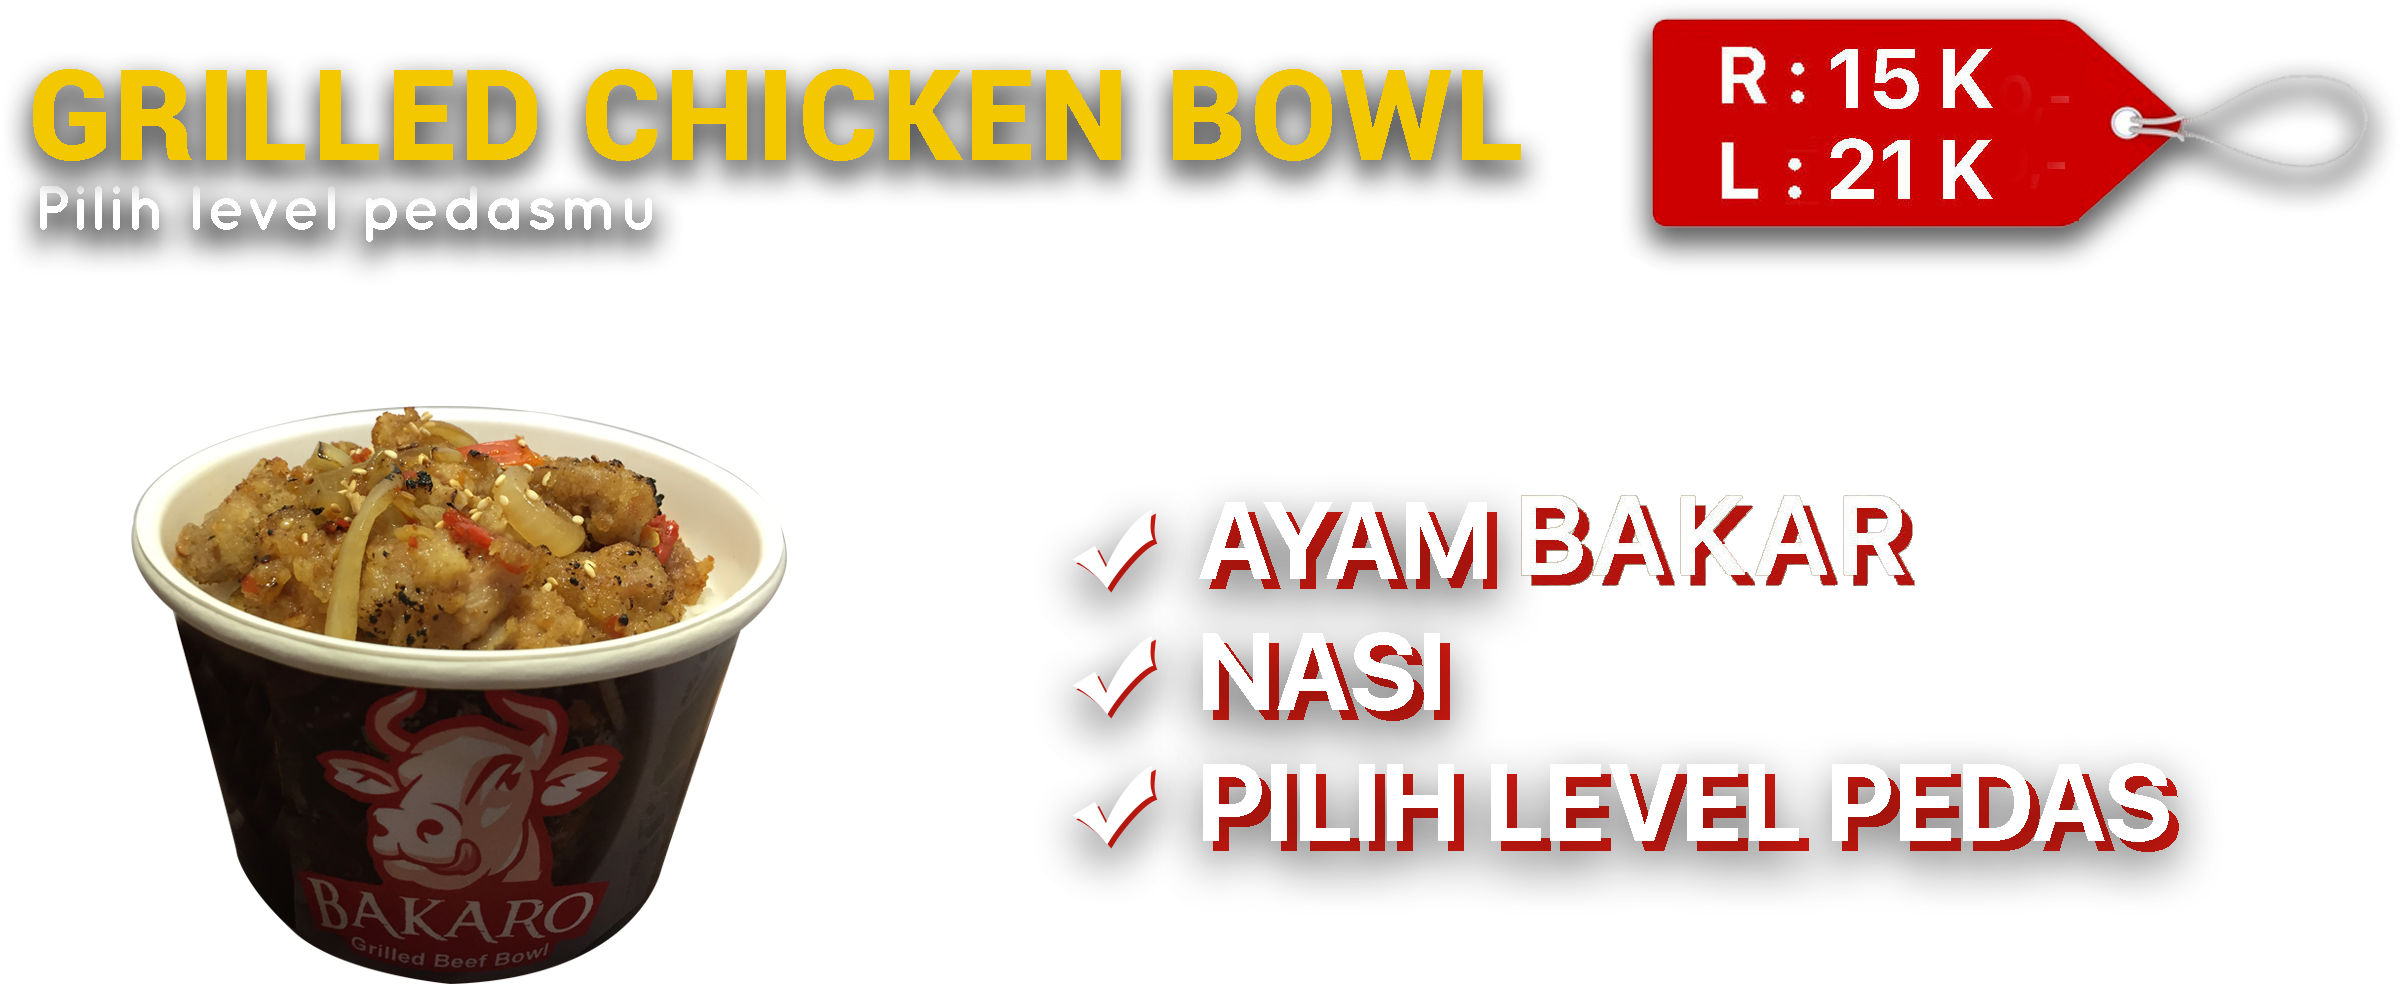 GRILLED CHICKEN BOWL
Pilih level pedasmu
R : 15 K
L : 21 K
AYAM BAKAR
NASI
PILIH LEVEL PEDAS
BAKARO
Grilled Beef Bowl